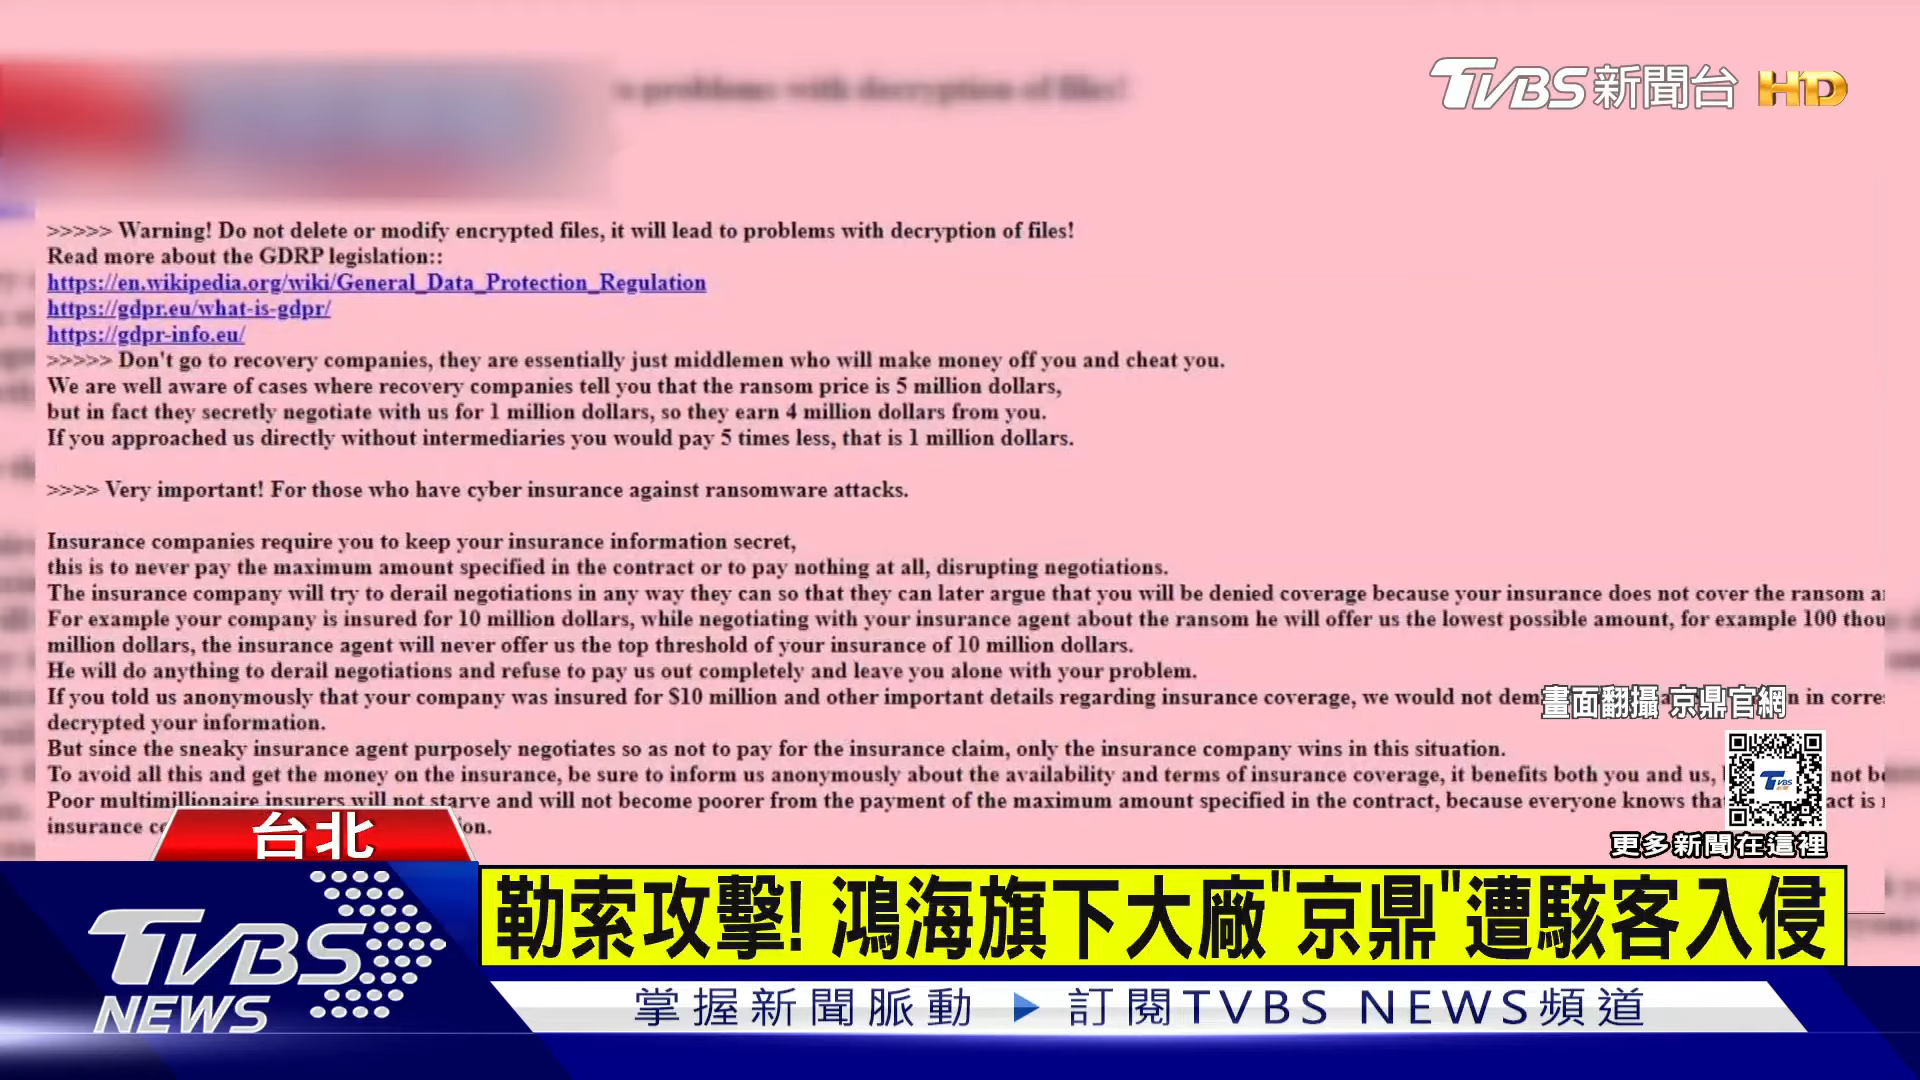 problems with decryption of files!
TVBS新聞台 HD
>>>>> Warning! Do not delete or modify encrypted files, it will lead to problems with decryption of files!
Read more about the GDRP legislation::
https://en.wikipedia.org/wiki/General_Data_Protection_Regulation
https://gdpr.eu/what-is-gdpr/
https://gdpr-info.eu/
>>>>> Don't go to recovery companies, they are essentially just middlemen who will make money off you and cheat you.
We are well aware of cases where recovery companies tell you that the ransom price is 5 million dollars,
but in fact they secretly negotiate with us for 1 million dollars, so they earn 4 million dollars from you.
If you approached us directly without intermediaries you would pay 5 times less, that is 1 million dollars.
>>>> Very important! For those who have cyber insurance against ransomware attacks.
Insurance companies require you to keep your insurance information secret,
this is to never pay the maximum amount specified in the contract or to pay nothing at all, disrupting negotiations.
The insurance company will try to derail negotiations in any way they can so that they can later argue that you will be denied coverage because your insurance does not cover the ransom
For example your company is insured for 10 million dollars, while negotiating with your insurance agent about the ransom he will offer us the lowest possible amount, for example 100 thou
million dollars, the insurance agent will never offer us the top threshold of your insurance of 10 million dollars.
He will do anything to derail negotiations and refuse to pay us out completely and leave you alone with your problem.
If you told us anonymously that your company was insured for $10 million and other important details regarding insurance coverage, we would not dem in corre
decrypted your information.
But since the sneaky insurance agent purposely negotiates so as not to pay for the insurance claim, only the insurance company wins in this situation.
To avoid all this and get the money on the insurance, be sure to inform us anonymously about the availability and terms of insurance coverage, it benefits both you and us, not
Poor multimillionaire insurers will not starve and will not become poorer from the payment of the maximum amount specified in the contract, because everyone knows act is
insurance on.
畫面翻攝 京鼎官網
TVBS
更多新聞在這裡
台北
TVBS NEWS
勒索攻擊! 鴻海旗下大廠"京鼎"遭駭客入侵
掌握新聞脈動 ▶ 訂閱TVBS NEWS頻道